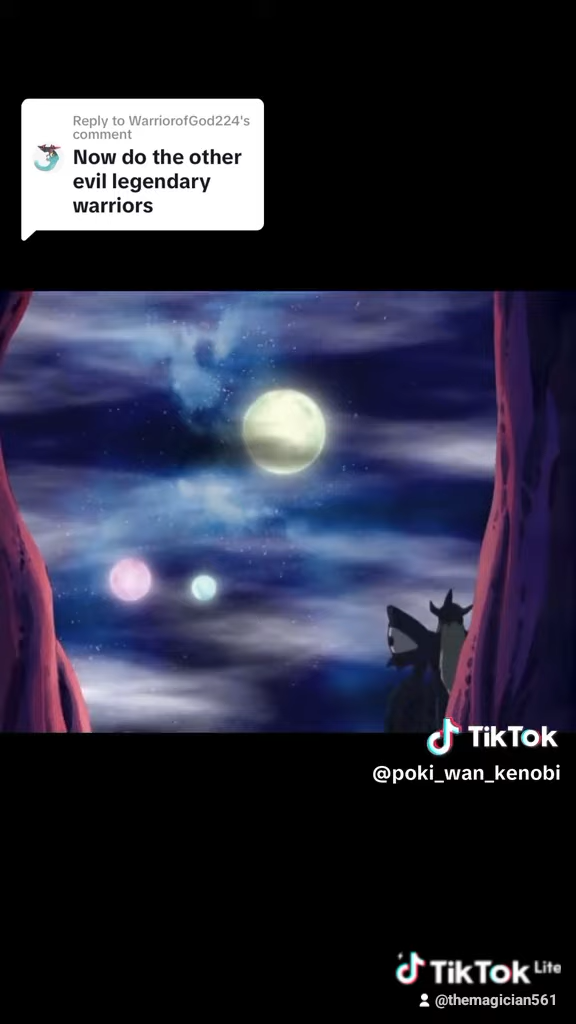 Reply to WarriorofGod224's
comment
Now do the other
evil legendary
warriors
TikTok
@poki_wan_kenobi
TikTok Lite
@themagician561